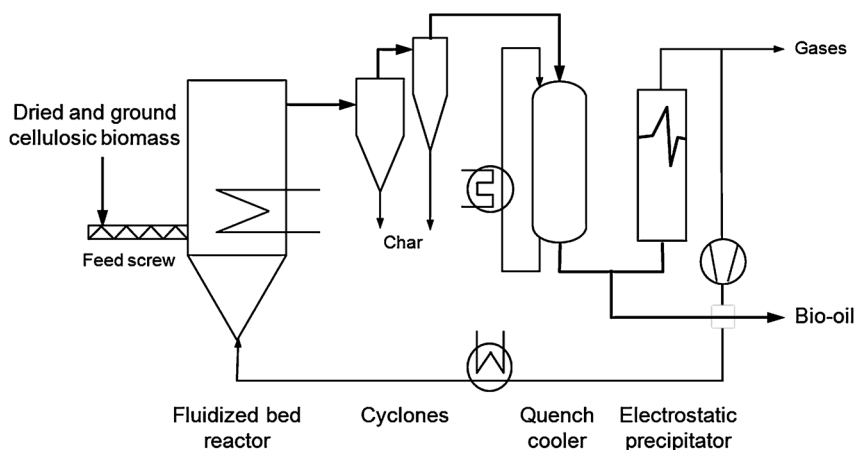 Gases
Dried and ground
cellulosic biomass
Char
Feed screw
Bio-oil
Fluidized bed
reactor
Cyclones
Quench
cooler
Electrostatic
precipitator